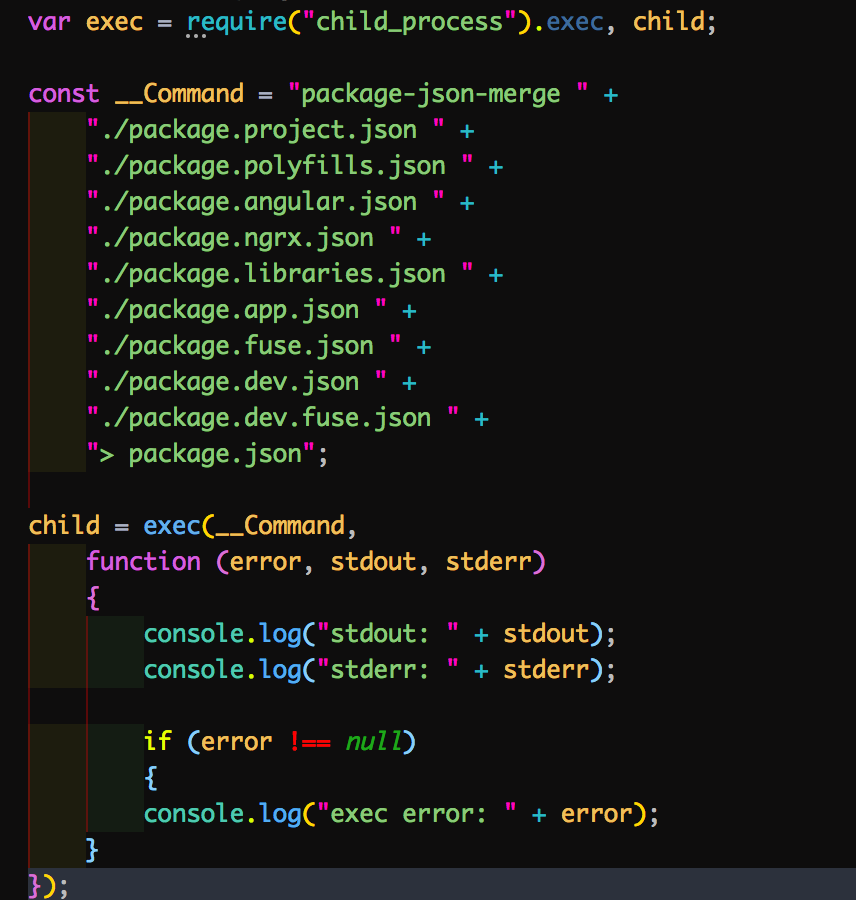 var exec = require("child_process").exec, child;
const __Command = "package-json-merge " +
"./package.project.json " +
"./package.polyfills.json " +
"./package.angular.json " +
"./package.ngrx.json " +
"./package.libraries.json " +
"./package.app.json " +
"./package.fuse.json " +
"./package.dev.json " +
"./package.dev.fuse.json " +
"> package.json";
child = exec(__Command,
function (error, stdout, stderr)
{
console.log("stdout: " + stdout);
console.log("stderr: " + stderr);
if (error !== null)
{
console.log("exec error: " + error);
}
});